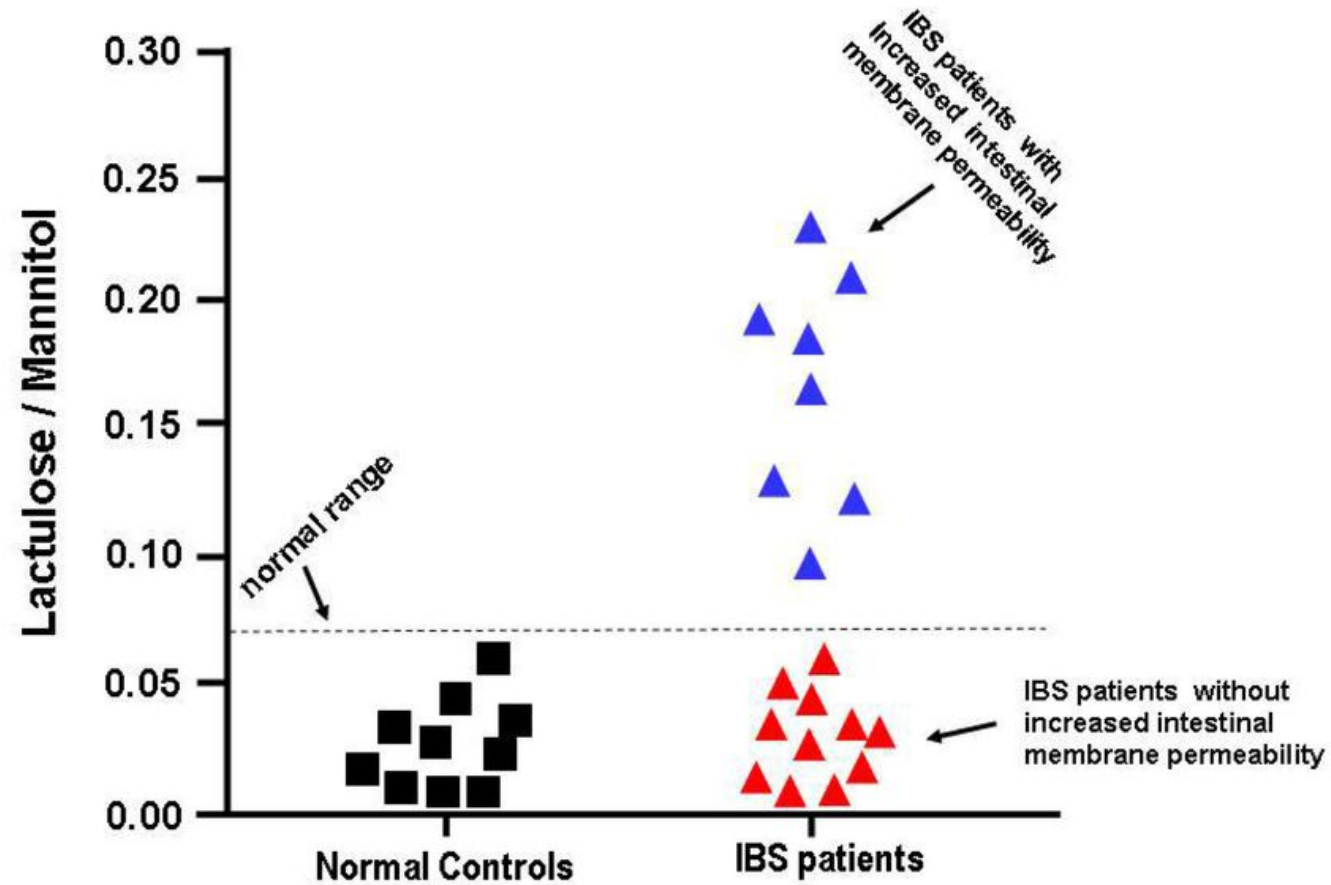 0.30
0.25
0.20
0.15
0.10
0.05
0.00
Lactulose / Mannitol
normal range
IBS patients with
Increased intestinal
membrane permeability
IBS patients without
increased intestinal
membrane permeability
Normal Controls
IBS patients